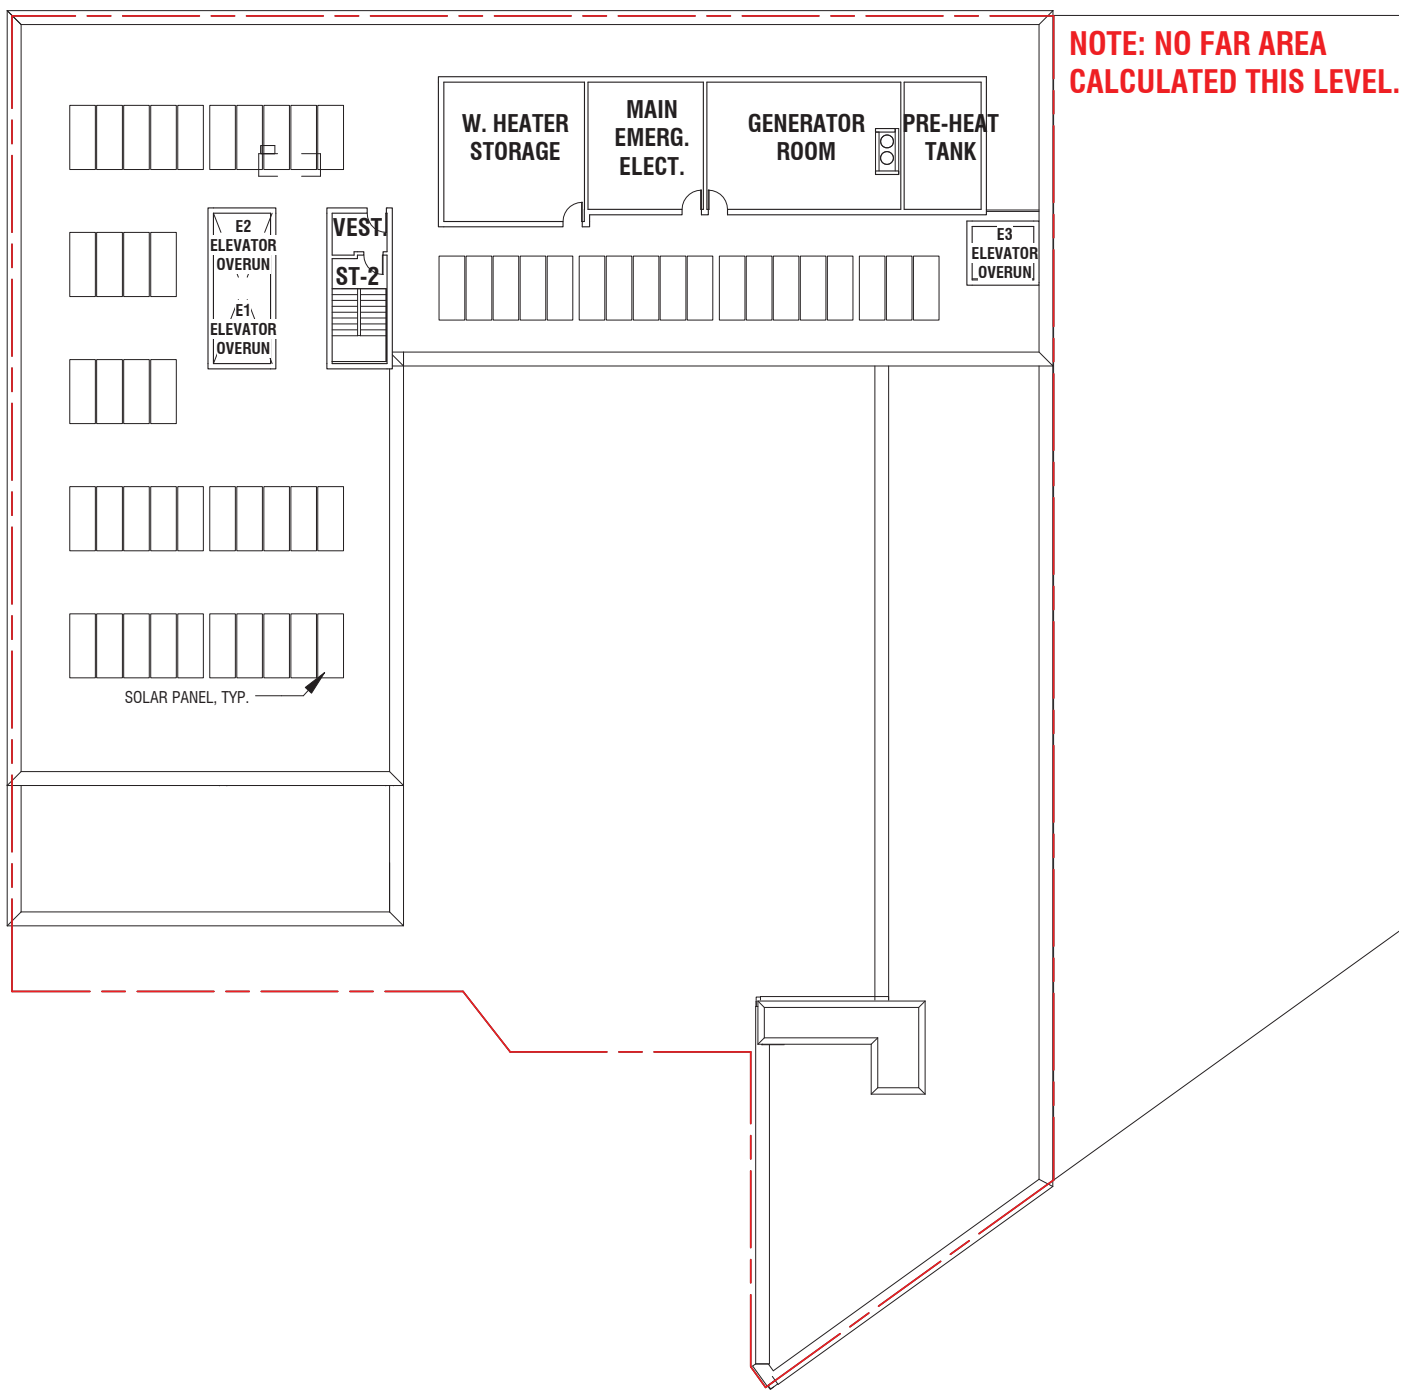 NOTE: NO FAR AREA
CALCULATED THIS LEVEL.
W. HEATER
STORAGE
MAIN
EMERG.
ELECT.
GENERATOR
ROOM
PRE-HEAT
TANK
E2
ELEVATOR
OVERUN
E1
ELEVATOR
OVERUN
VEST.
ST-2
E3
ELEVATOR
OVERUN
SOLAR PANEL, TYP.